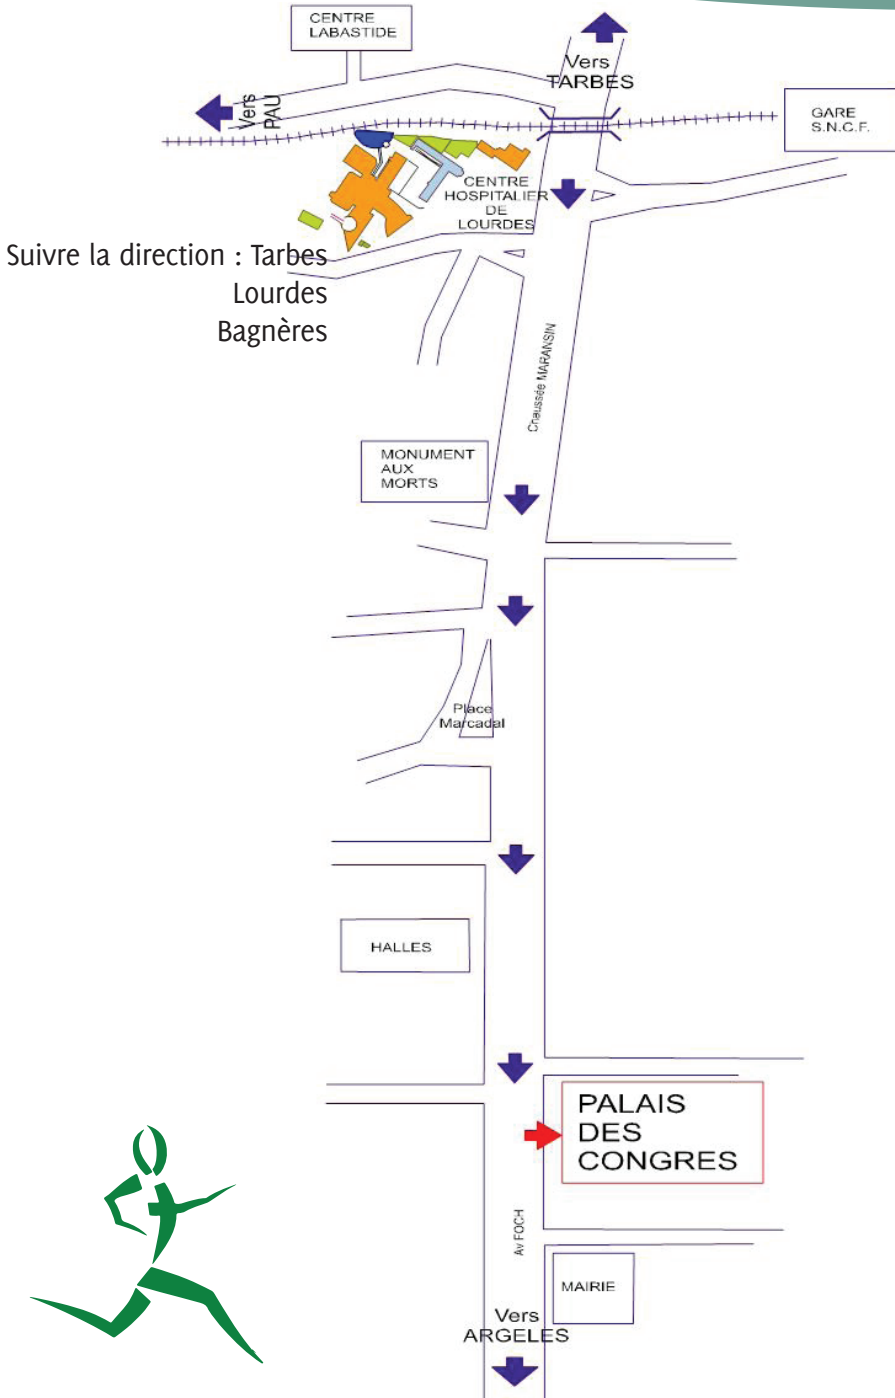 CENTRE
LABASTIDE
Vers
TARBES
Vers
PAU
GARE
S.N.C.F.
CENTRE
HOSPITALIER
DE
LOURDES
Suivre la direction : Tarbes
Lourdes
Bagnères
Chaussée MARANSIN
MONUMENT
AUX
MORTS
Place
Marcadal
HALLES
PALAIS
DES
CONGRES
Av FOCH
MAIRIE
Vers
ARGELES